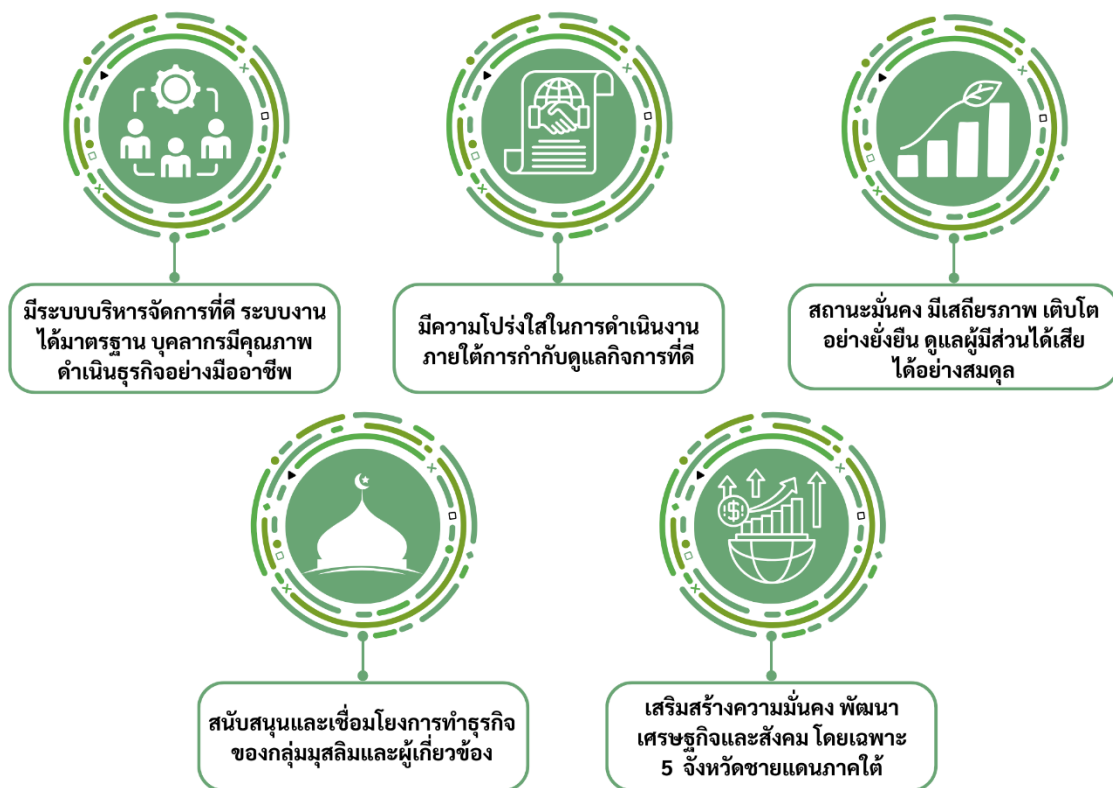 มีระบบบริหารจัดการที่ดี ระบบงาน
ได้มาตรฐาน บุคลากรมีคุณภาพ
ดำเนินธุรกิจอย่างมืออาชีพ
มีความโปร่งใสในการดำเนินงาน
ภายใต้การกำกับดูแลกิจการที่ดี
สถานะมั่นคง มีเสถียรภาพ เติบโต
อย่างยั่งยืน ดูแลผู้มีส่วนได้เสีย
ได้อย่างสมดุล
สนับสนุนและเชื่อมโยงการทำธุรกิจ
ของกลุ่มมุสลิมและผู้เกี่ยวข้อง
เสริมสร้างความมั่นคง พัฒนา
เศรษฐกิจและสังคม โดยเฉพาะ
5 จังหวัดชายแดนภาคใต้